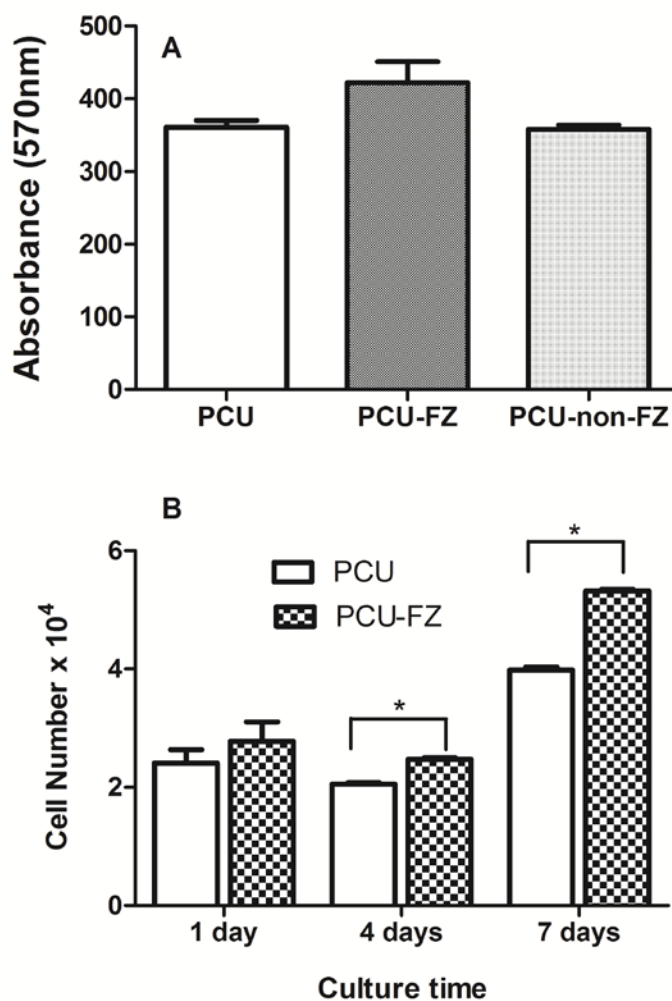 A
Absorbance (570nm)
500
400
300
200
100
0
PCU
PCU-FZ
PCU-non-FZ
B
Cell Number x 10⁴
6
4
2
0
PCU
PCU-FZ
*
*
1 day
4 days
7 days
Culture time